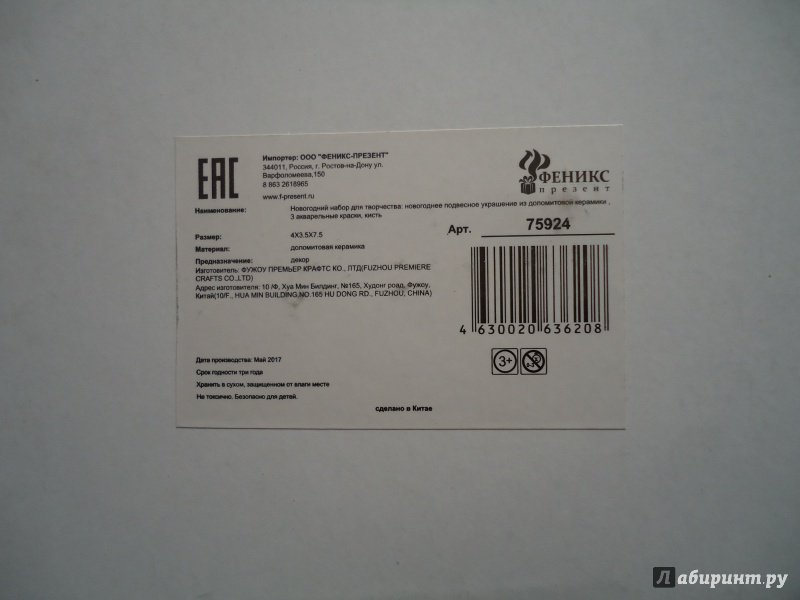 EAC
Импортер: ООО "ФЕНИКС-ПРЕЗЕНТ"
344011, Россия, г. Ростов-на-Дону ул.
Варфоломеева,150
8 863 2618965
www.f-present.ru
ФЕНИКС
презент
Наименование: Новогодний набор для творчества: новогоднее подвесное украшение из доломитовой керамики ,
3 акварельные краски, кисть
Арт. 75924
Размер: 4X3.5X7.5
Материал: доломитовая керамика
Предназначение: декор
Изготовитель: ФУЖОУ ПРЕМЬЕР КРАФТС КО., ЛТД(FUZHOU PREMIERE
CRAFTS CO.,LTD)
Адрес изготовителя: 10 /Ф, Хуа Мин Билдинг, №165, Худонг роад, Фужоу,
Китай(10/F., HUA MIN BUILDING,NO.165 HU DONG RD., FUZHOU, CHINA)
4 630020 636208
3+
0-3
Дата производства: Май 2017
Срок годности три года
Хранить в сухом, защищенном от влаги месте
Не токсично. Безопасно для детей.
сделано в Китае
Лабиринт.ру